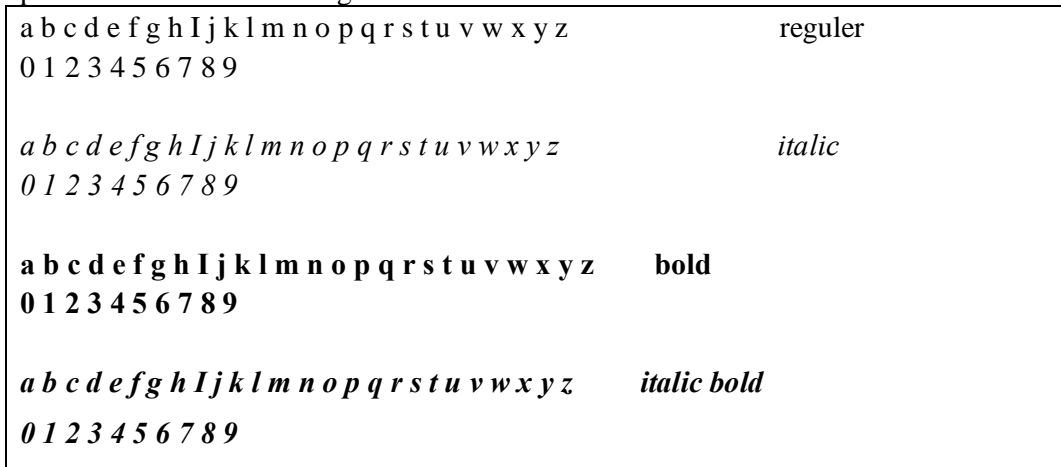 a b c d e f g h I j k l m n o p q r s t u v w x y z reguler
0 1 2 3 4 5 6 7 8 9
a b c d e f g h I j k l m n o p q r s t u v w x y z italic
0 1 2 3 4 5 6 7 8 9
a b c d e f g h I j k l m n o p q r s t u v w x y z bold
0 1 2 3 4 5 6 7 8 9
a b c d e f g h I j k l m n o p q r s t u v w x y z italic bold
0 1 2 3 4 5 6 7 8 9